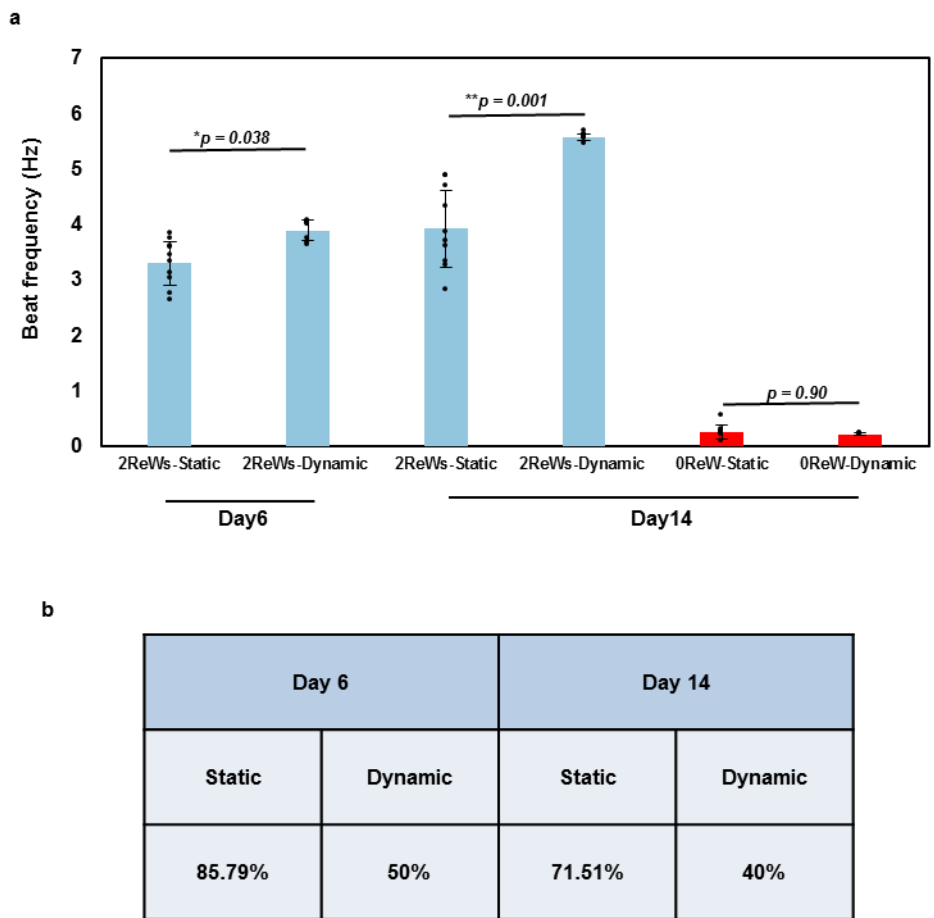 a
Beat frequency (Hz)
7
6
5
4
3
2
1
0
*p = 0.038
**p = 0.001
p = 0.90
2ReWs-Static 2ReWs-Dynamic 2ReWs-Static 2ReWs-Dynamic 0ReW-Static 0ReW-Dynamic
Day6 Day14
b
Day 6 Day 14
Static Dynamic Static Dynamic
85.79% 50% 71.51% 40%